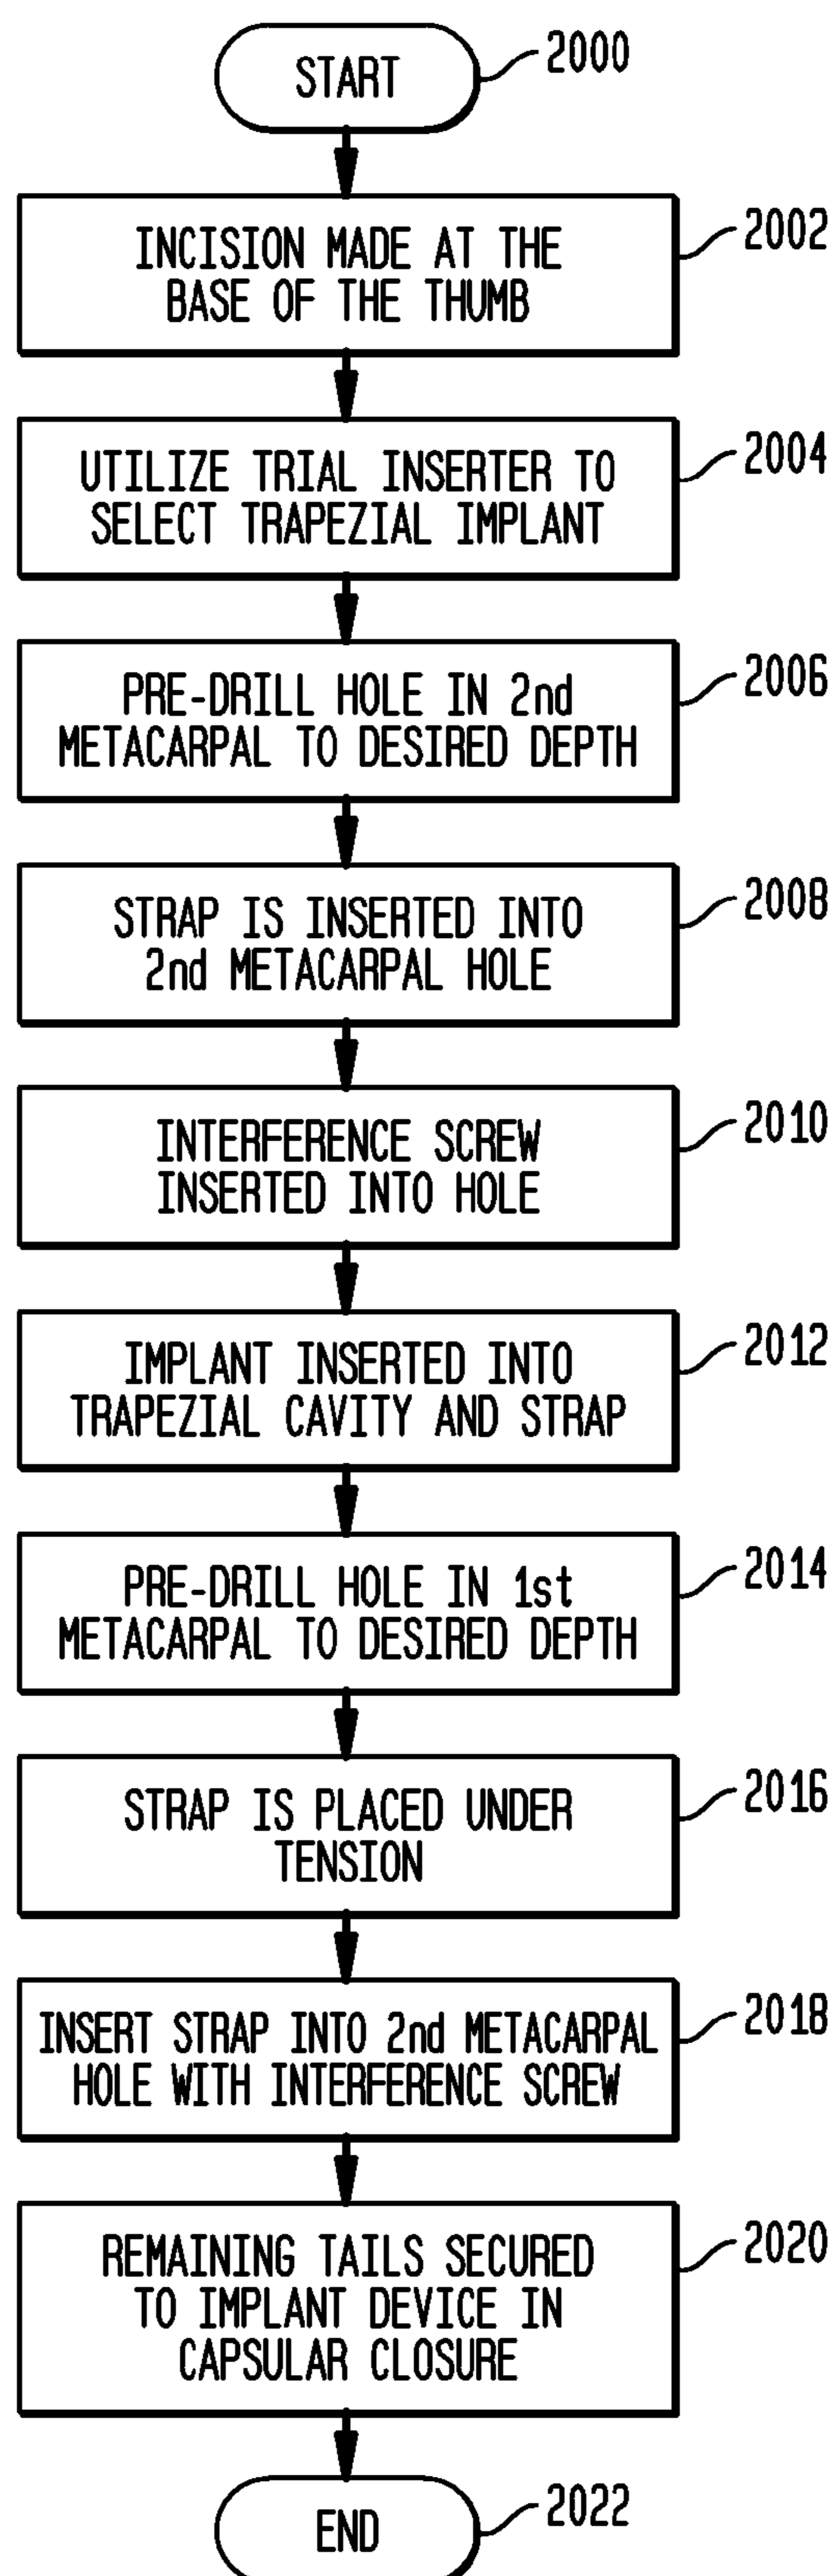 START
2000
INCISION MADE AT THE
BASE OF THE THUMB
2002
UTILIZE TRIAL INSERTER TO
SELECT TRAPEZIAL IMPLANT
2004
PRE-DRILL HOLE IN 2nd
METACARPAL TO DESIRED DEPTH
2006
STRAP IS INSERTED INTO
2nd METACARPAL HOLE
2008
INTERFERENCE SCREW
INSERTED INTO HOLE
2010
IMPLANT INSERTED INTO
TRAPEZIAL CAVITY AND STRAP
2012
PRE-DRILL HOLE IN 1st
METACARPAL TO DESIRED DEPTH
2014
STRAP IS PLACED UNDER
TENSION
2016
INSERT STRAP INTO 2nd METACARPAL
HOLE WITH INTERFERENCE SCREW
2018
REMAINING TAILS SECURED
TO IMPLANT DEVICE IN
CAPSULAR CLOSURE
2020
END
2022